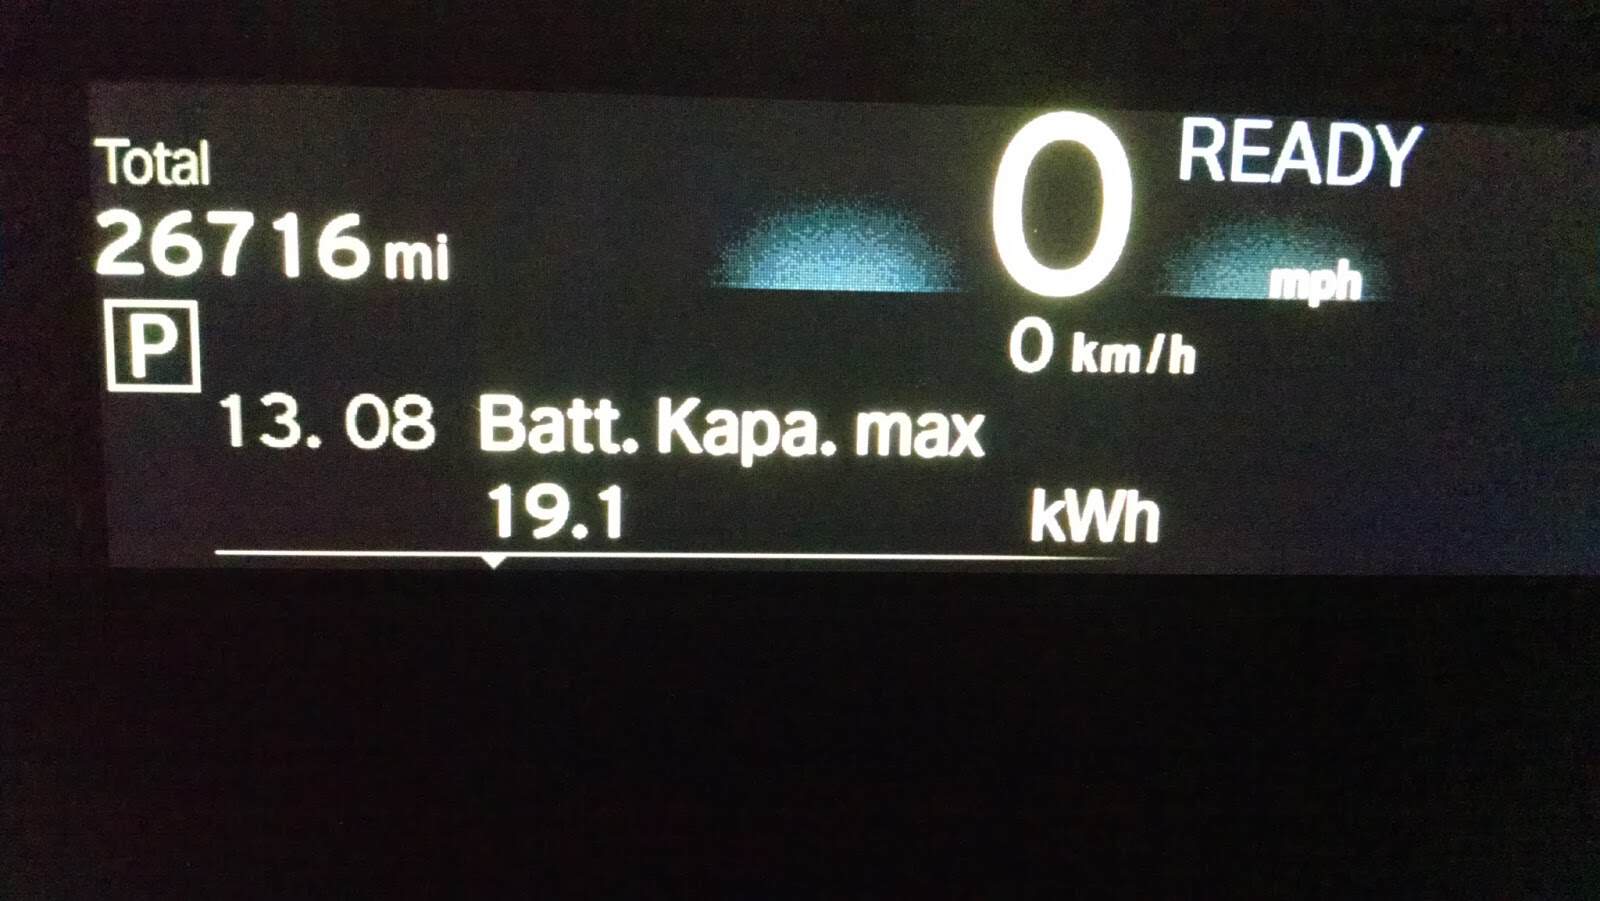 Total
26716 mi
0 READY
mph
0 km/h
P
13. 08 Batt. Kapa. max
19.1 kWh